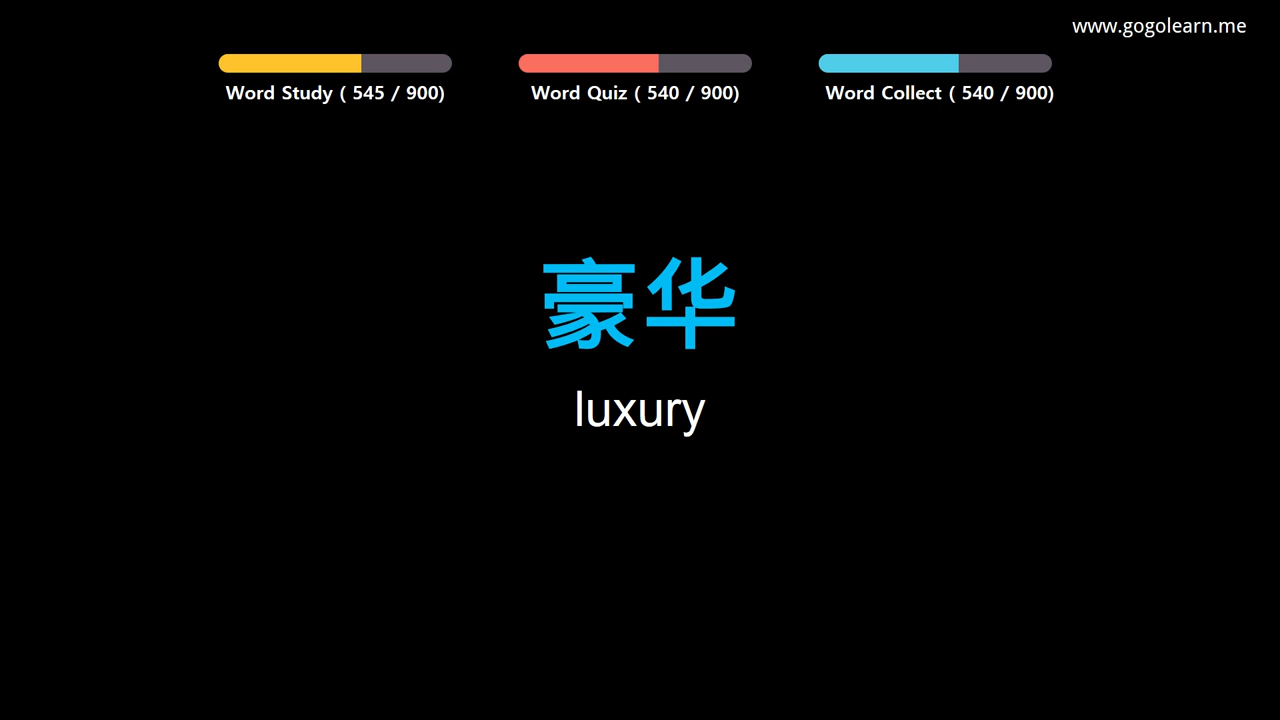 www.gogolearn.me
Word Study ( 545 / 900)
Word Quiz ( 540 / 900)
Word Collect ( 540 / 900)
豪华
luxury